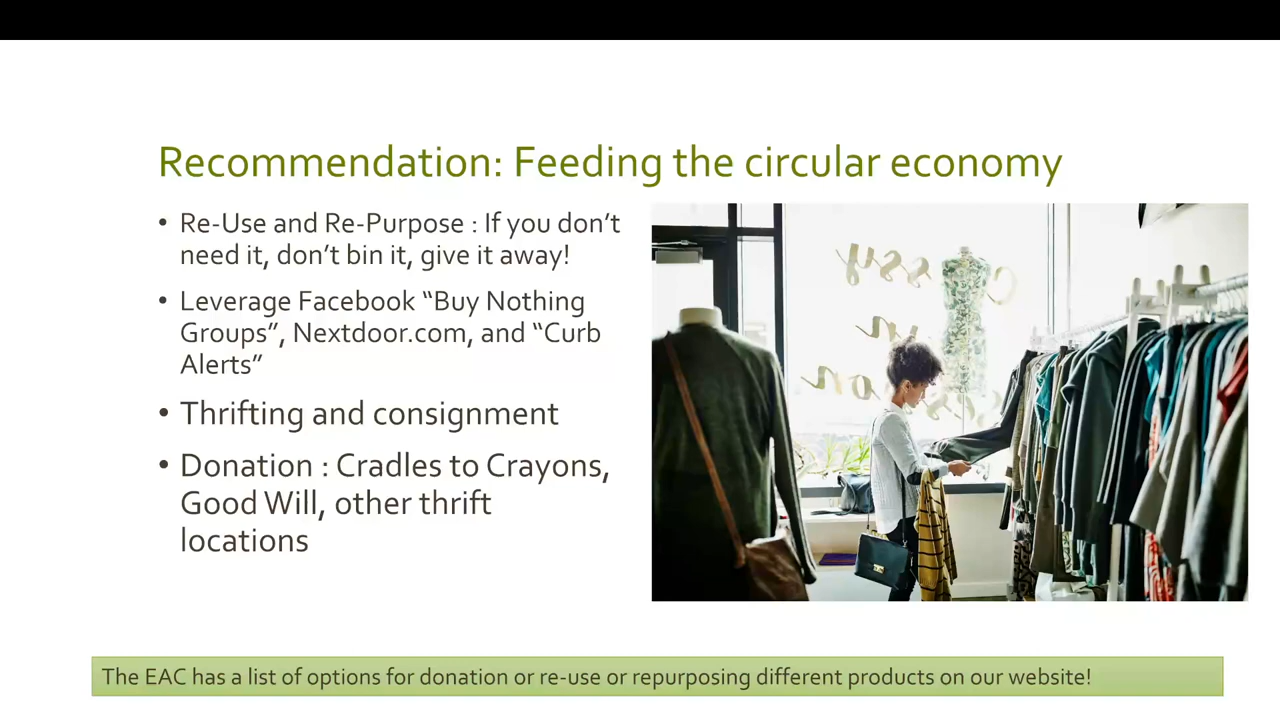 Recommendation: Feeding the circular economy
• Re-Use and Re-Purpose : If you don’t
need it, don’t bin it, give it away!
• Leverage Facebook “Buy Nothing
Groups”, Nextdoor.com, and “Curb
Alerts”
• Thrifting and consignment
• Donation : Cradles to Crayons,
Good Will, other thrift
locations
The EAC has a list of options for donation or re-use or repurposing different products on our website!